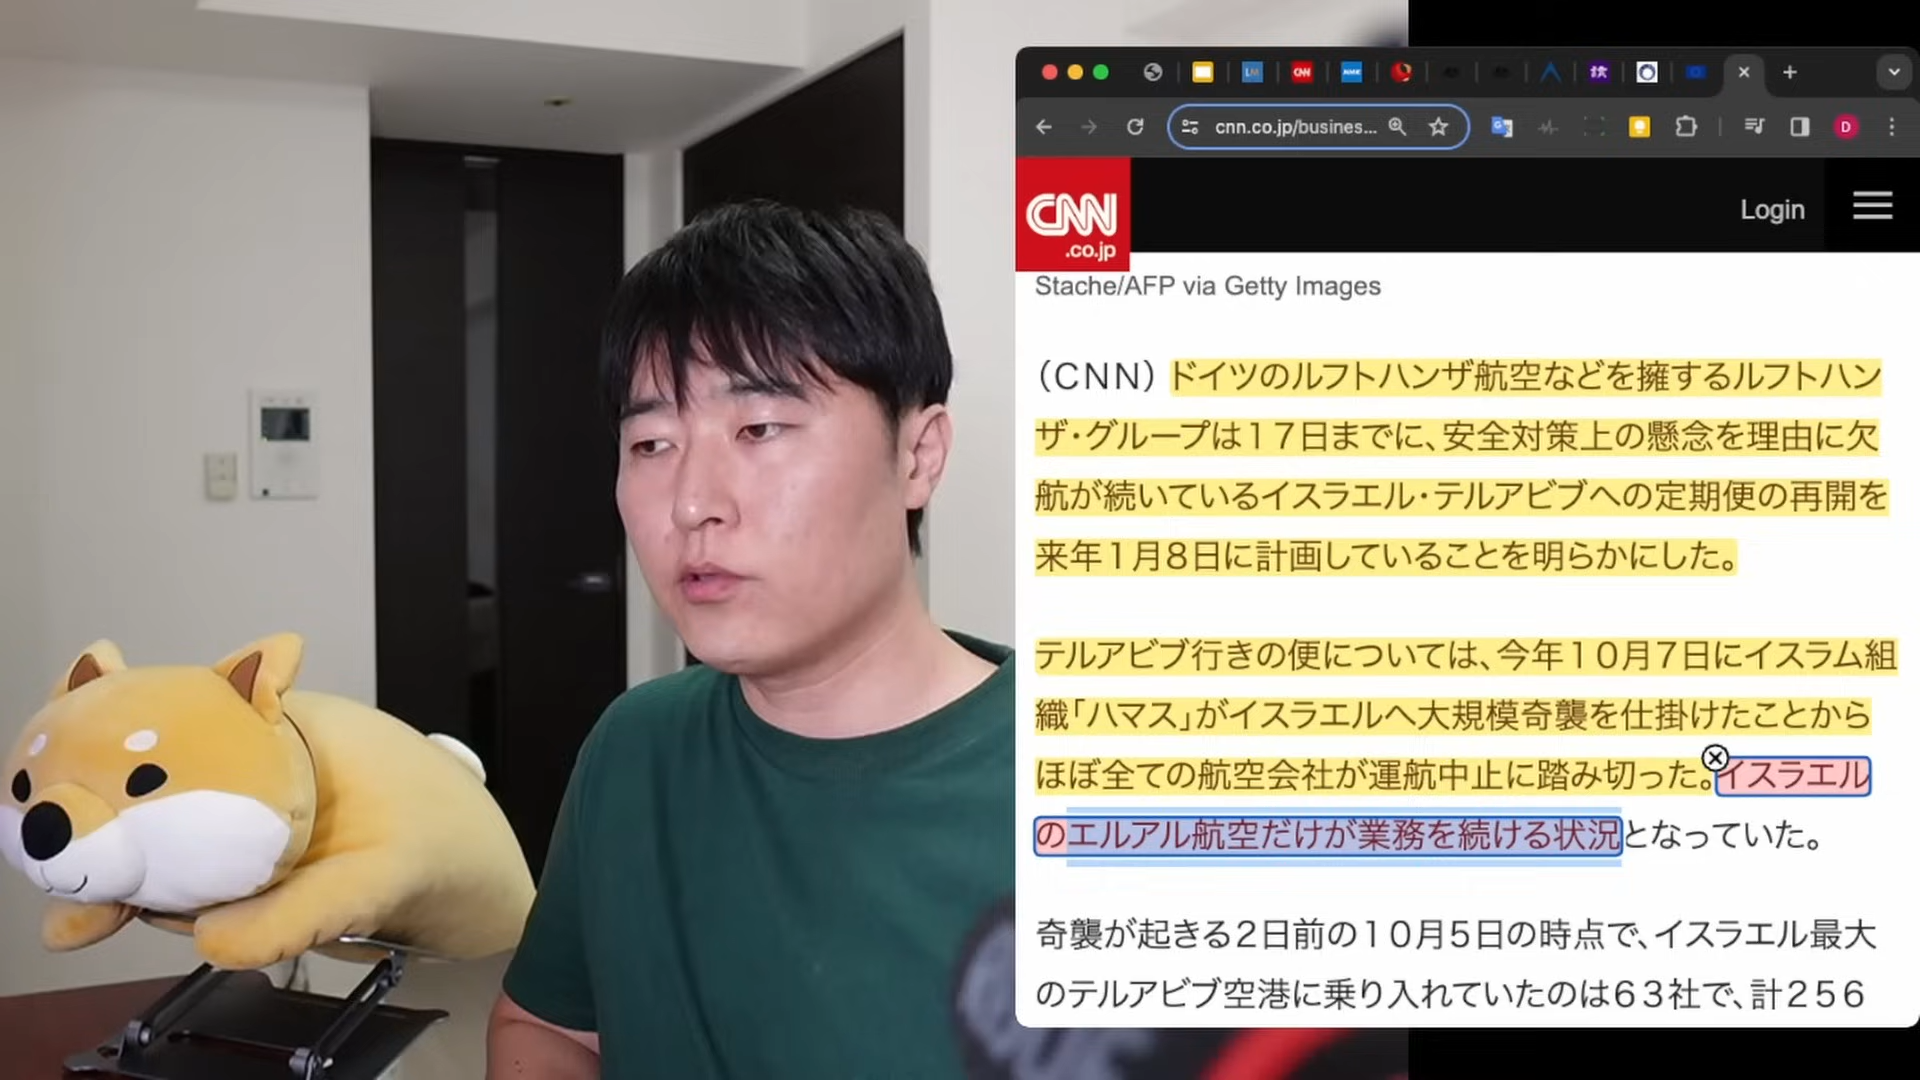 cnn.co.jp/busines...
D
CNN
.co.jp
Login
Stache/AFP via Getty Images
（CNN）ドイツのルフトハンザ航空などを擁するルフトハン
ザ・グループは１７日までに、安全対策上の懸念を理由に欠
航が続いているイスラエル・テルアビブへの定期便の再開を
来年１月８日に計画していることを明らかにした。
テルアビブ行きの便については、今年１０月７日にイスラム組
織「ハマス」がイスラエルへ大規模奇襲を仕掛けたことから
ほぼ全ての航空会社が運航中止に踏み切った。イスラエル
のエルアル航空だけが業務を続ける状況となっていた。
奇襲が起きる２日前の１０月５日の時点で、イスラエル最大
のテルアビブ空港に乗り入れていたのは６３社で、計２５６